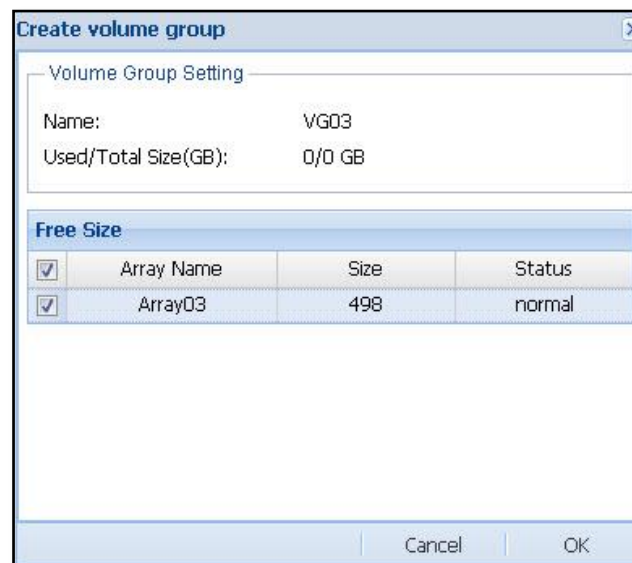 Create volume group
Volume Group Setting
Name: VG03
Used/Total Size(GB): 0/0 GB
Free Size
Array Name Size Status
Array03 498 normal
Cancel OK